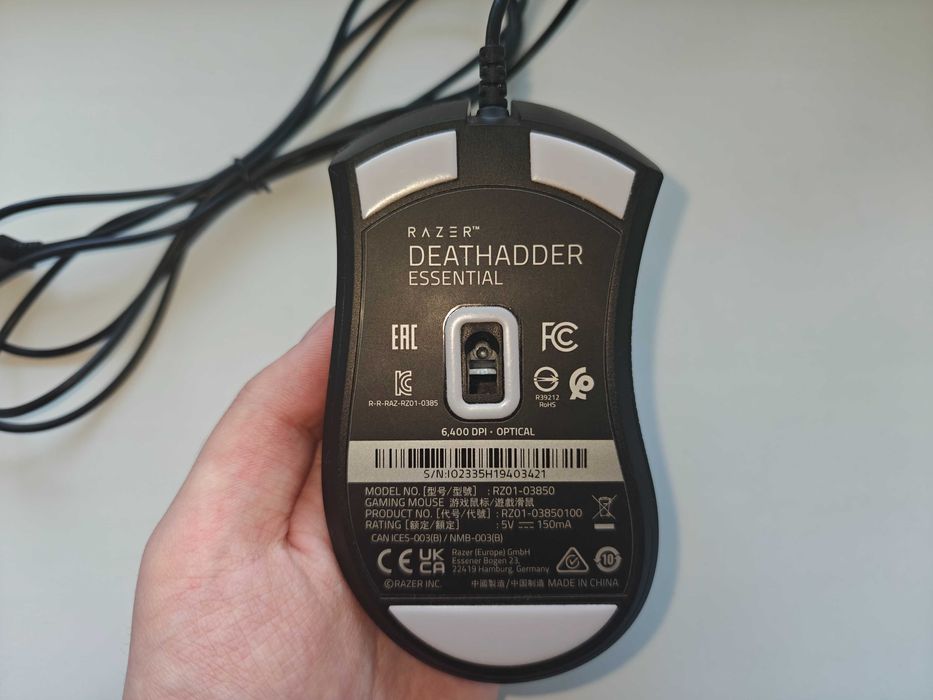 RAZER™
DEATHADDER
ESSENTIAL
EAC
FC
R-R-RAZ-RZ01-0385
R39212
RoHS
6,400 DPI · OPTICAL
S/N:IO2335H19403421
MODEL NO. [型号/型號] : RZ01-03850
GAMING MOUSE 游戏鼠标/遊戲滑鼠
PRODUCT NO. [代号/代號] : RZ01-03850100
RATING [额定/額定] : 5V ⎓ 150mA
CAN ICES-003(B) / NMB-003(B)
CE UK CA
Razer (Europe) GmbH
Essener Bogen 23,
22419 Hamburg, Germany
10
©RAZER INC.
中國製造/中国制造 MADE IN CHINA